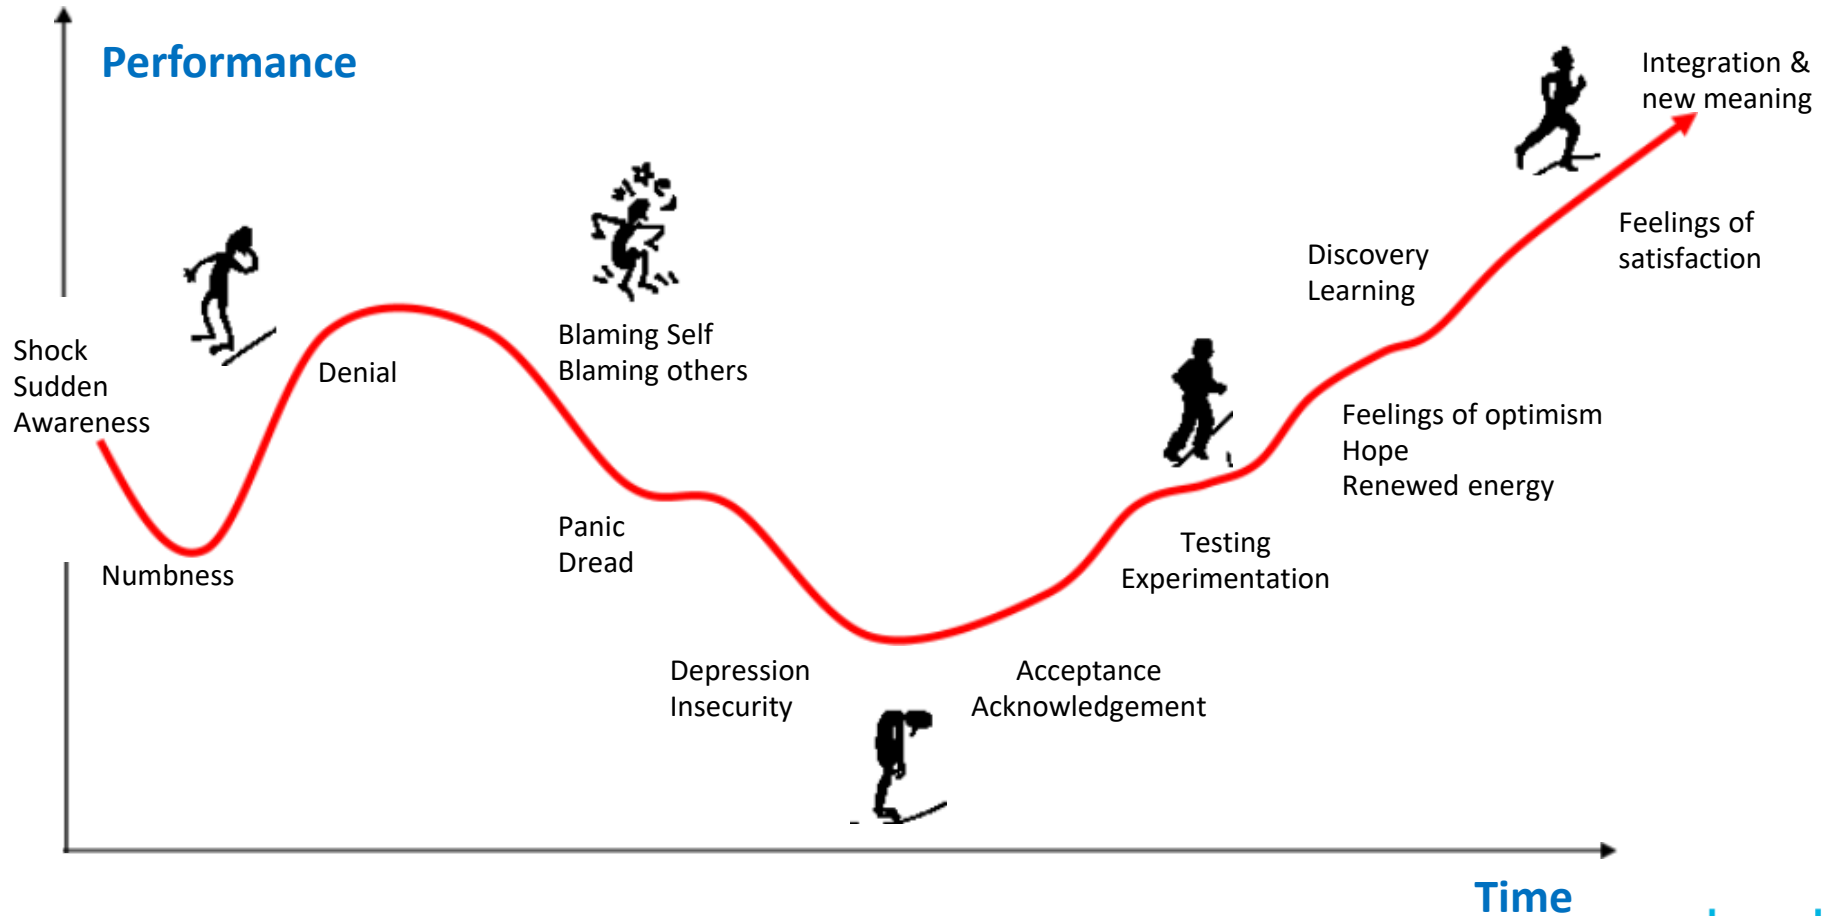 Performance
Shock
Sudden
Awareness
Numbness
Denial
Blaming Self
Blaming others
Panic
Dread
Depression
Insecurity
Acceptance
Acknowledgement
Testing
Experimentation
Feelings of optimism
Hope
Renewed energy
Discovery
Learning
Feelings of
satisfaction
Integration &
new meaning
Time